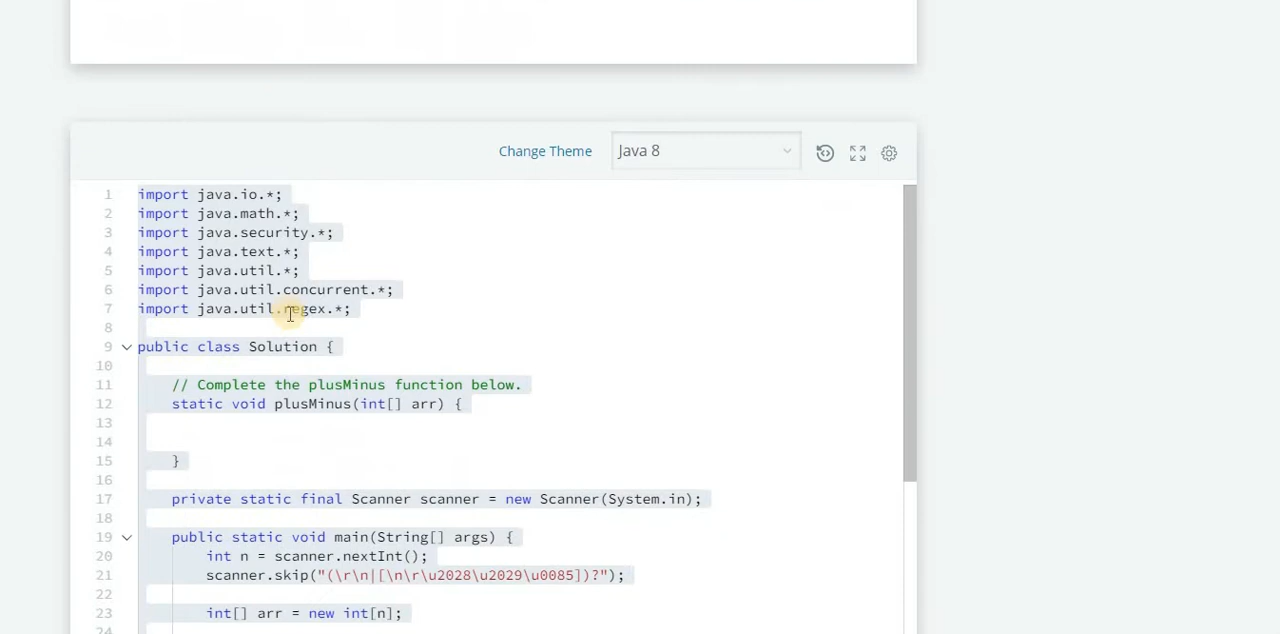 Change Theme Java 8
1 import java.io.*;
2 import java.math.*;
3 import java.security.*;
4 import java.text.*;
5 import java.util.*;
6 import java.util.concurrent.*;
7 import java.util.regex.*;
8
9 public class Solution {
10
11 // Complete the plusMinus function below.
12 static void plusMinus(int[] arr) {
13
14
15 }
16
17 private static final Scanner scanner = new Scanner(System.in);
18
19 public static void main(String[] args) {
20 int n = scanner.nextInt();
21 scanner.skip("(\r\n|[\n\r\u2028\u2029\u0085])?");
22
23 int[] arr = new int[n];
24